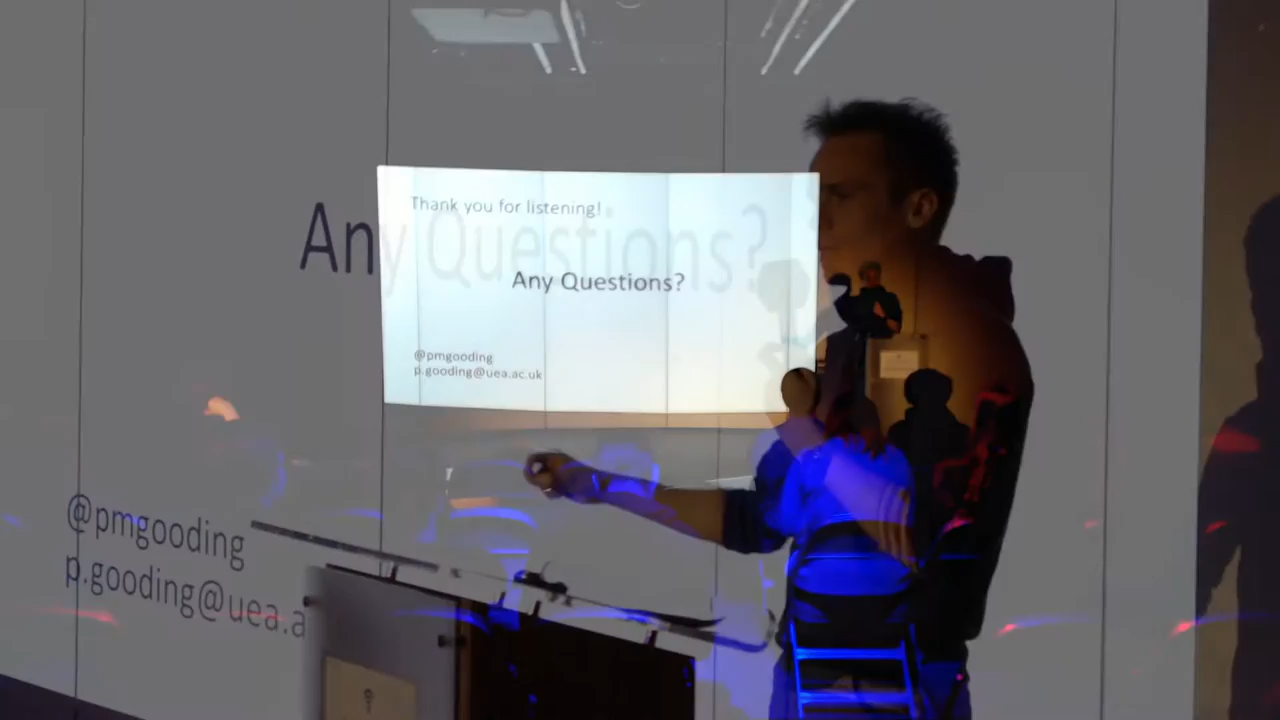 Thank you for listening!
Any Questions?
Any Questions?
@pmgooding
p.gooding@uea.ac.uk
@pmgooding
p.gooding@uea.a